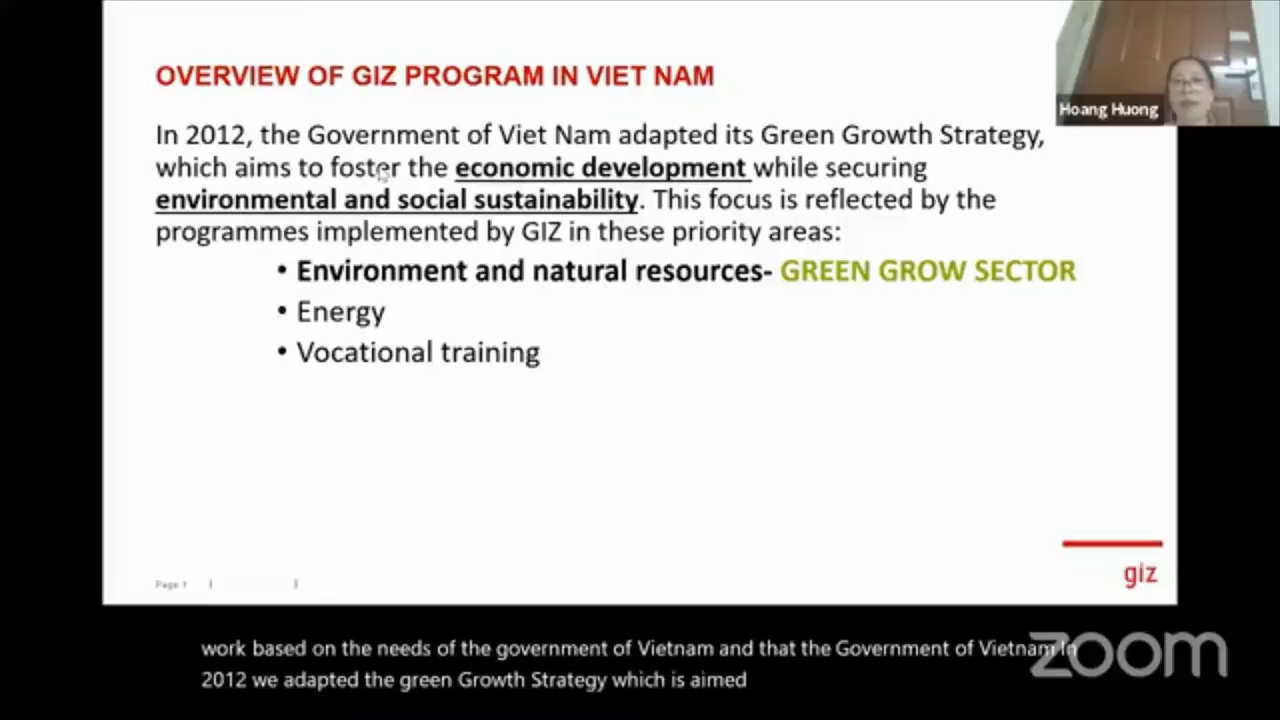 OVERVIEW OF GIZ PROGRAM IN VIET NAM
Hoang Huong
In 2012, the Government of Viet Nam adapted its Green Growth Strategy,
which aims to foster the economic development while securing
environmental and social sustainability. This focus is reflected by the
programmes implemented by GIZ in these priority areas:
• Environment and natural resources- GREEN GROW SECTOR
• Energy
• Vocational training
giz
Page 1
work based on the needs of the government of Vietnam and that the Government of Vietnam In
2012 we adapted the green Growth Strategy which is aimed
zoom